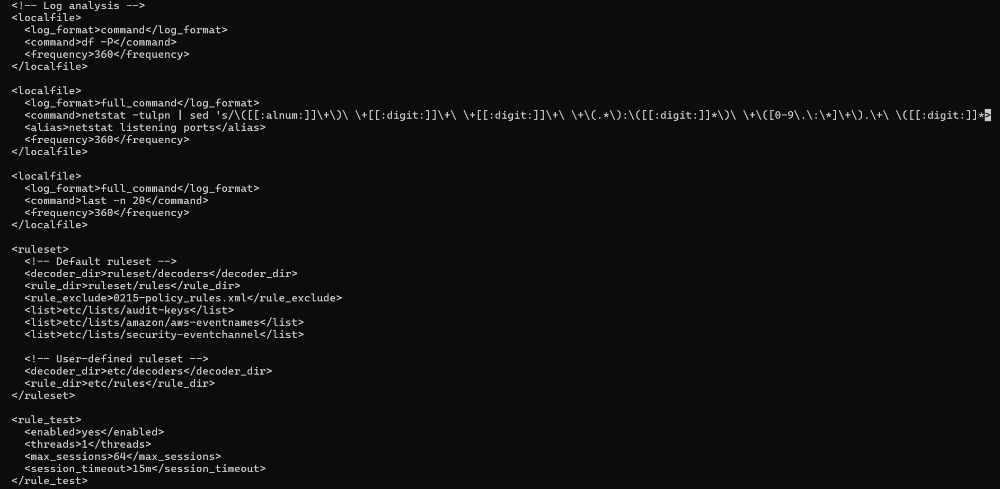 <!-- Log analysis -->
<localfile>
  <log_format>command</log_format>
  <command>df -P</command>
  <frequency>360</frequency>
</localfile>

<localfile>
  <log_format>full_command</log_format>
  <command>netstat -tulpn | sed 's/\([[:alnum:]]\+\)\ \+[[:digit:]]\+\ \+[[:digit:]]\+\ \+\(.*\):\([[:digit:]]*\)\ \+\([0-9\.\:\*]\+\).\+\ \([[:digit:]]*>
  <alias>netstat listening ports</alias>
  <frequency>360</frequency>
</localfile>

<localfile>
  <log_format>full_command</log_format>
  <command>last -n 20</command>
  <frequency>360</frequency>
</localfile>

<ruleset>
  <!-- Default ruleset -->
  <decoder_dir>ruleset/decoders</decoder_dir>
  <rule_dir>ruleset/rules</rule_dir>
  <rule_exclude>0215-policy_rules.xml</rule_exclude>
  <list>etc/lists/audit-keys</list>
  <list>etc/lists/amazon/aws-eventnames</list>
  <list>etc/lists/security-eventchannel</list>

  <!-- User-defined ruleset -->
  <decoder_dir>etc/decoders</decoder_dir>
  <rule_dir>etc/rules</rule_dir>
</ruleset>

<rule_test>
  <enabled>yes</enabled>
  <threads>1</threads>
  <max_sessions>64</max_sessions>
  <session_timeout>15m</session_timeout>
</rule_test>